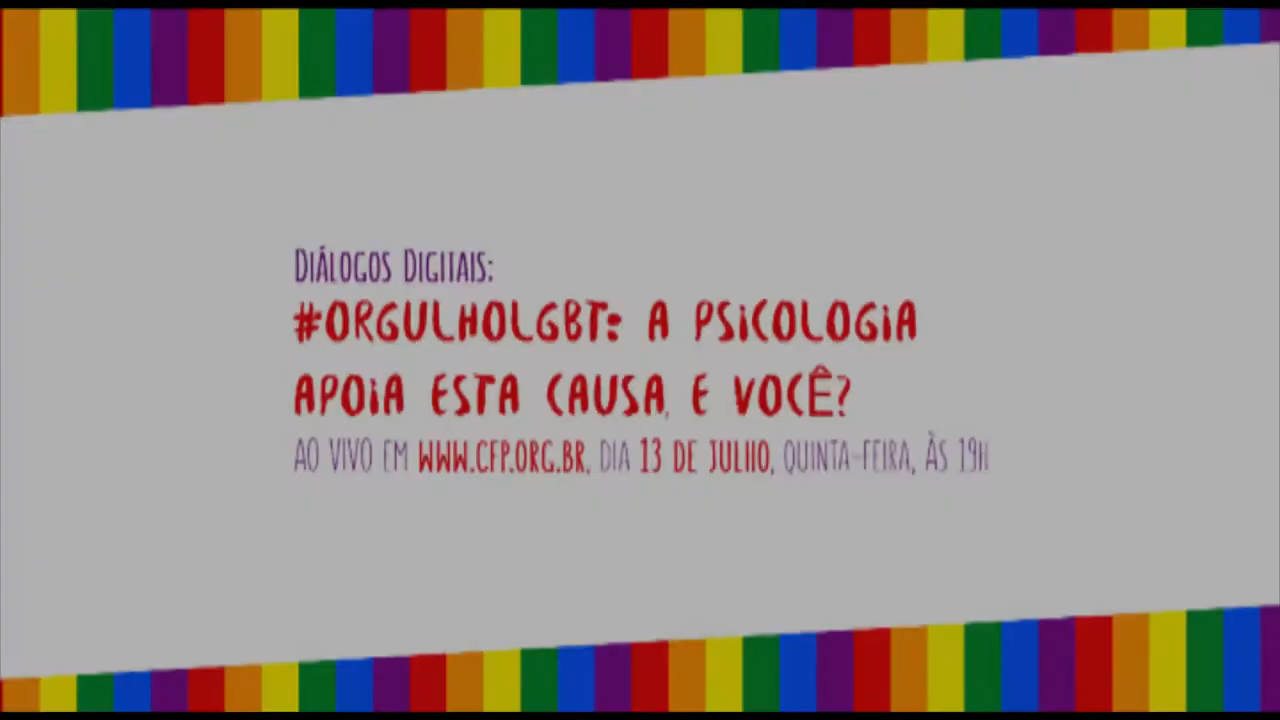 DIÁLOGOS DIGITAIS:
#ORGULHOLGBT: A PSICOLOGIA
APOIA ESTA CAUSA, E VOCÊ?
AO VIVO EM WWW.CFP.ORG.BR, DIA 13 DE JULHO, QUINTA-FEIRA, ÀS 19H